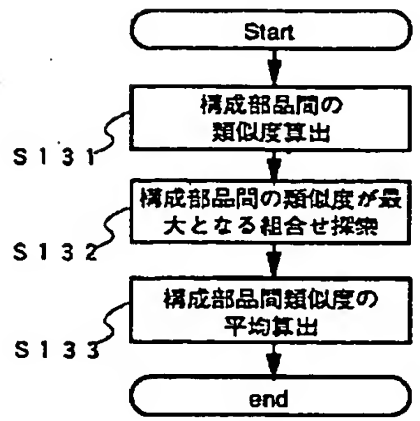 Start
構成部品間の
類似度算出
S131
構成部品間の類似度が最
大となる組合せ探索
S132
構成部品間類似度の
平均算出
S133
end